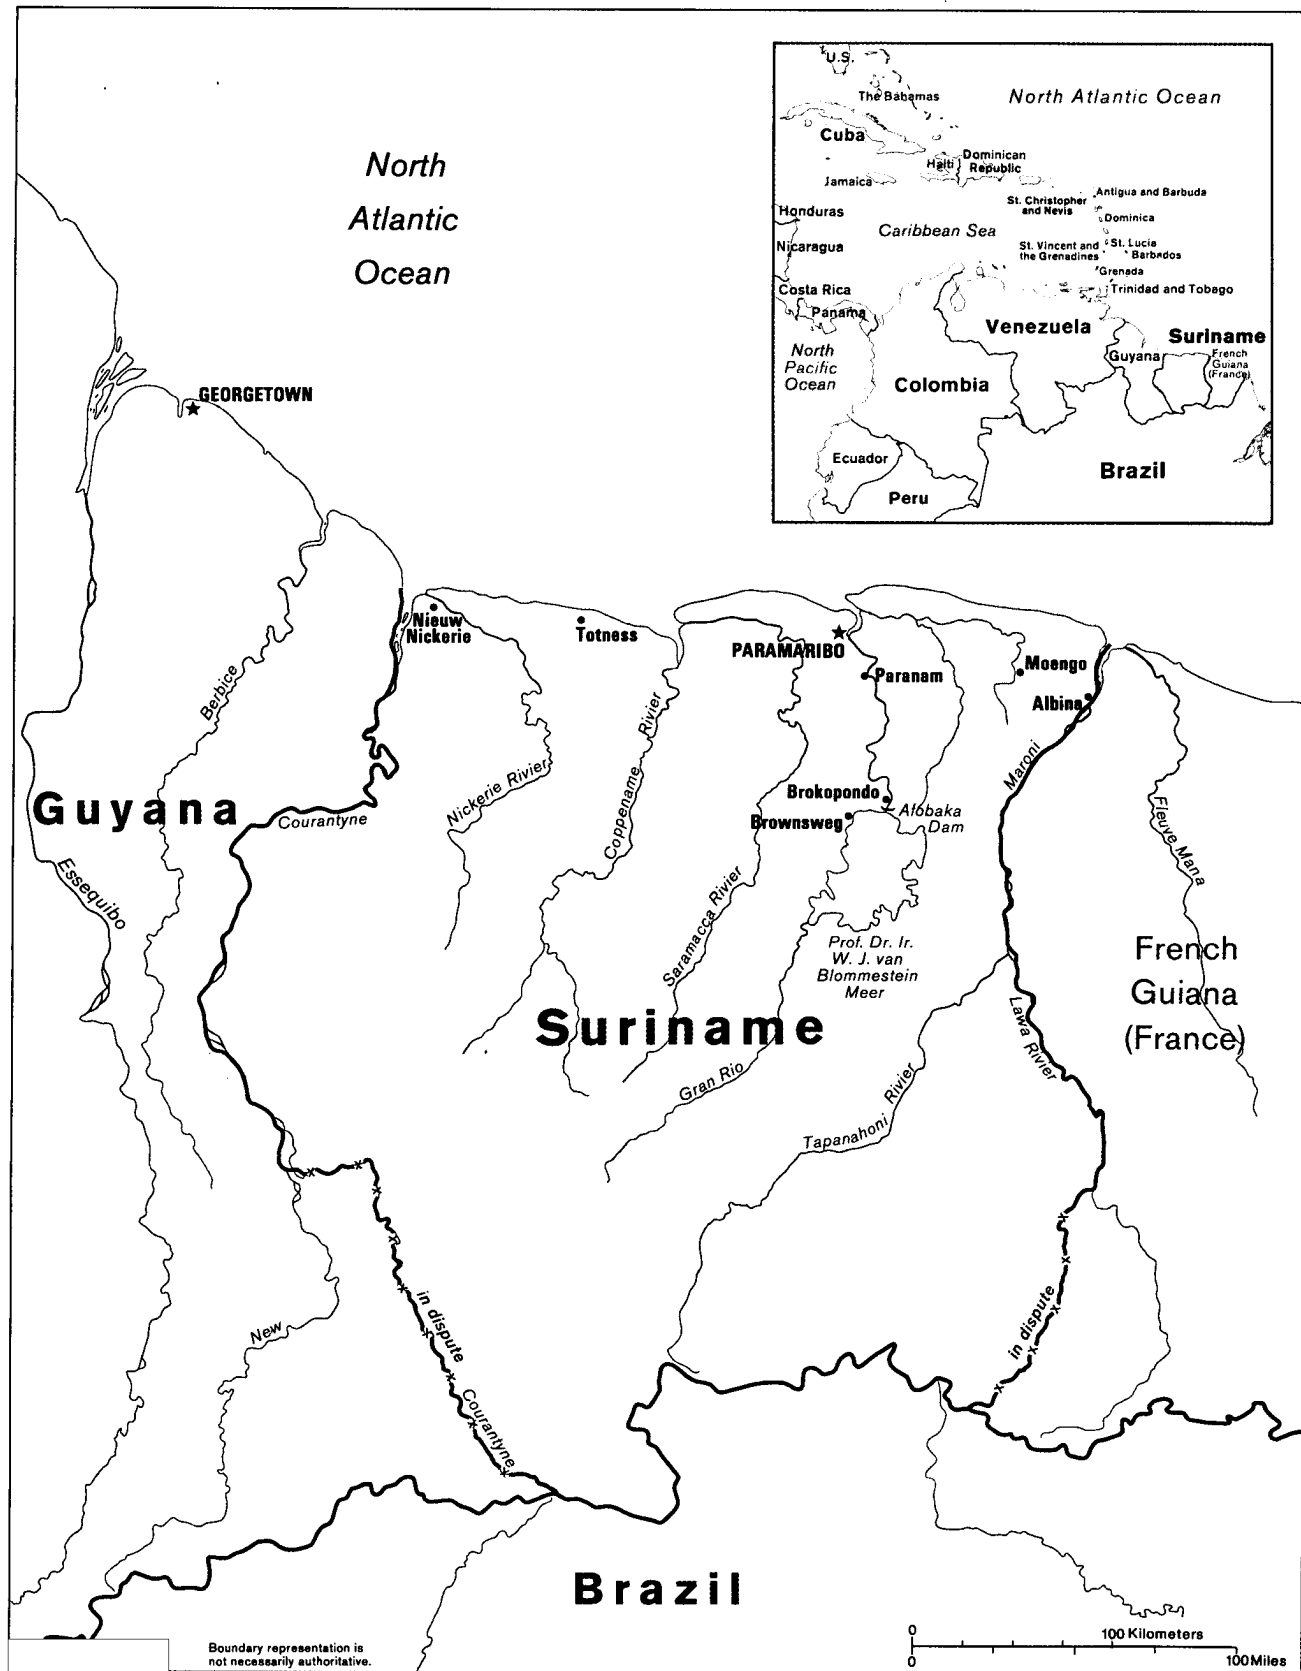 North
Atlantic
Ocean
U.S.
The Bahamas
North Atlantic Ocean
Cuba
Haiti
Dominican
Republic
Jamaica
Antigua and Barbuda
St. Christopher
and Nevis
Honduras
Dominica
Caribbean Sea
Nicaragua
St. Vincent and
the Grenadines
St. Lucia
Barbados
Grenada
Costa Rica
Trinidad and Tobago
Panama
Venezuela
Suriname
North
Pacific
Ocean
Guyana
French
Guiana
(France)
Colombia
Ecuador
Brazil
Peru
GEORGETOWN
Nieuw
Nickerie
Totness
PARAMARIBO
Paranam
Moengo
Albina
Berbice
Coppename Rivier
Maroni
Nickerie Rivier
Guyana
Courantyne
Brokopondo
Afobaka
Dam
Brownsweg
Fleuve Mana
Essequibo
Saramacca Rivier
Prof. Dr. Ir.
W. J. van
Blommestein
Meer
French
Guiana
(France)
Suriname
Lawa Rivier
Gran Rio
Tapanahoni Rivier
in dispute
in dispute
New
Courantyne
Brazil
Boundary representation is
not necessarily authoritative.
0 100 Kilometers
0 100 Miles